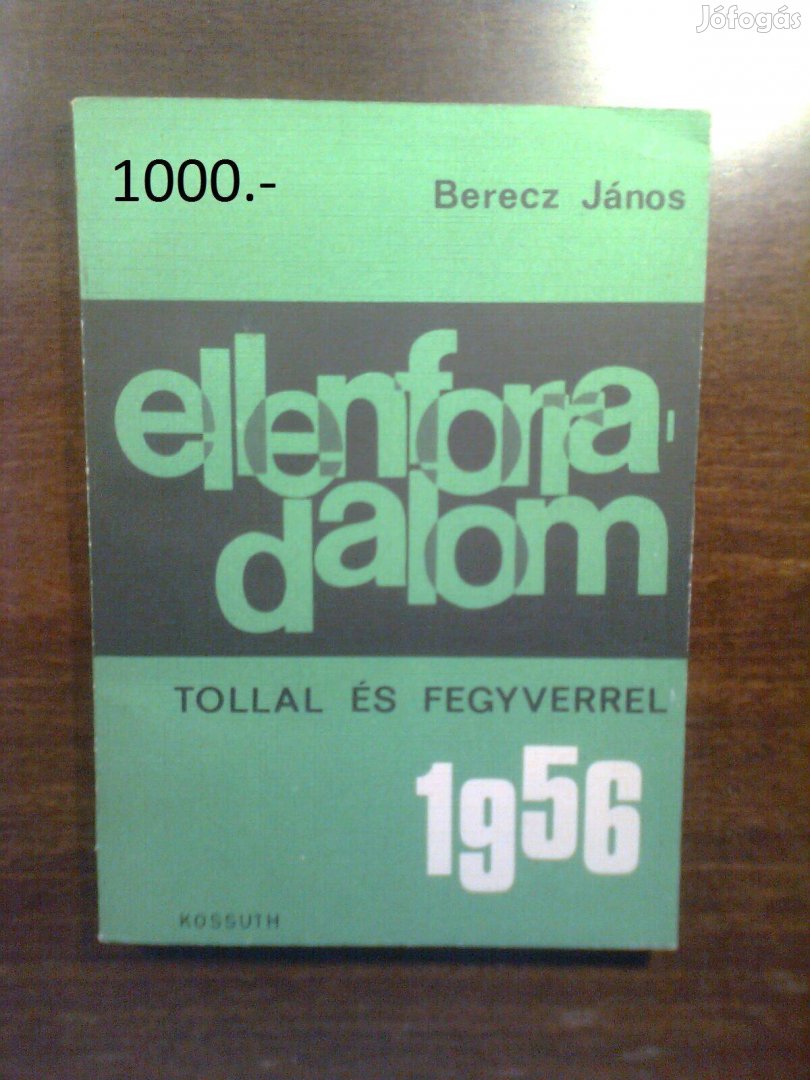 Jófogás
1000.-
Berecz János
ellenforra-
dalom
TOLLAL ÉS FEGYVERREL
1956
KOSSUTH